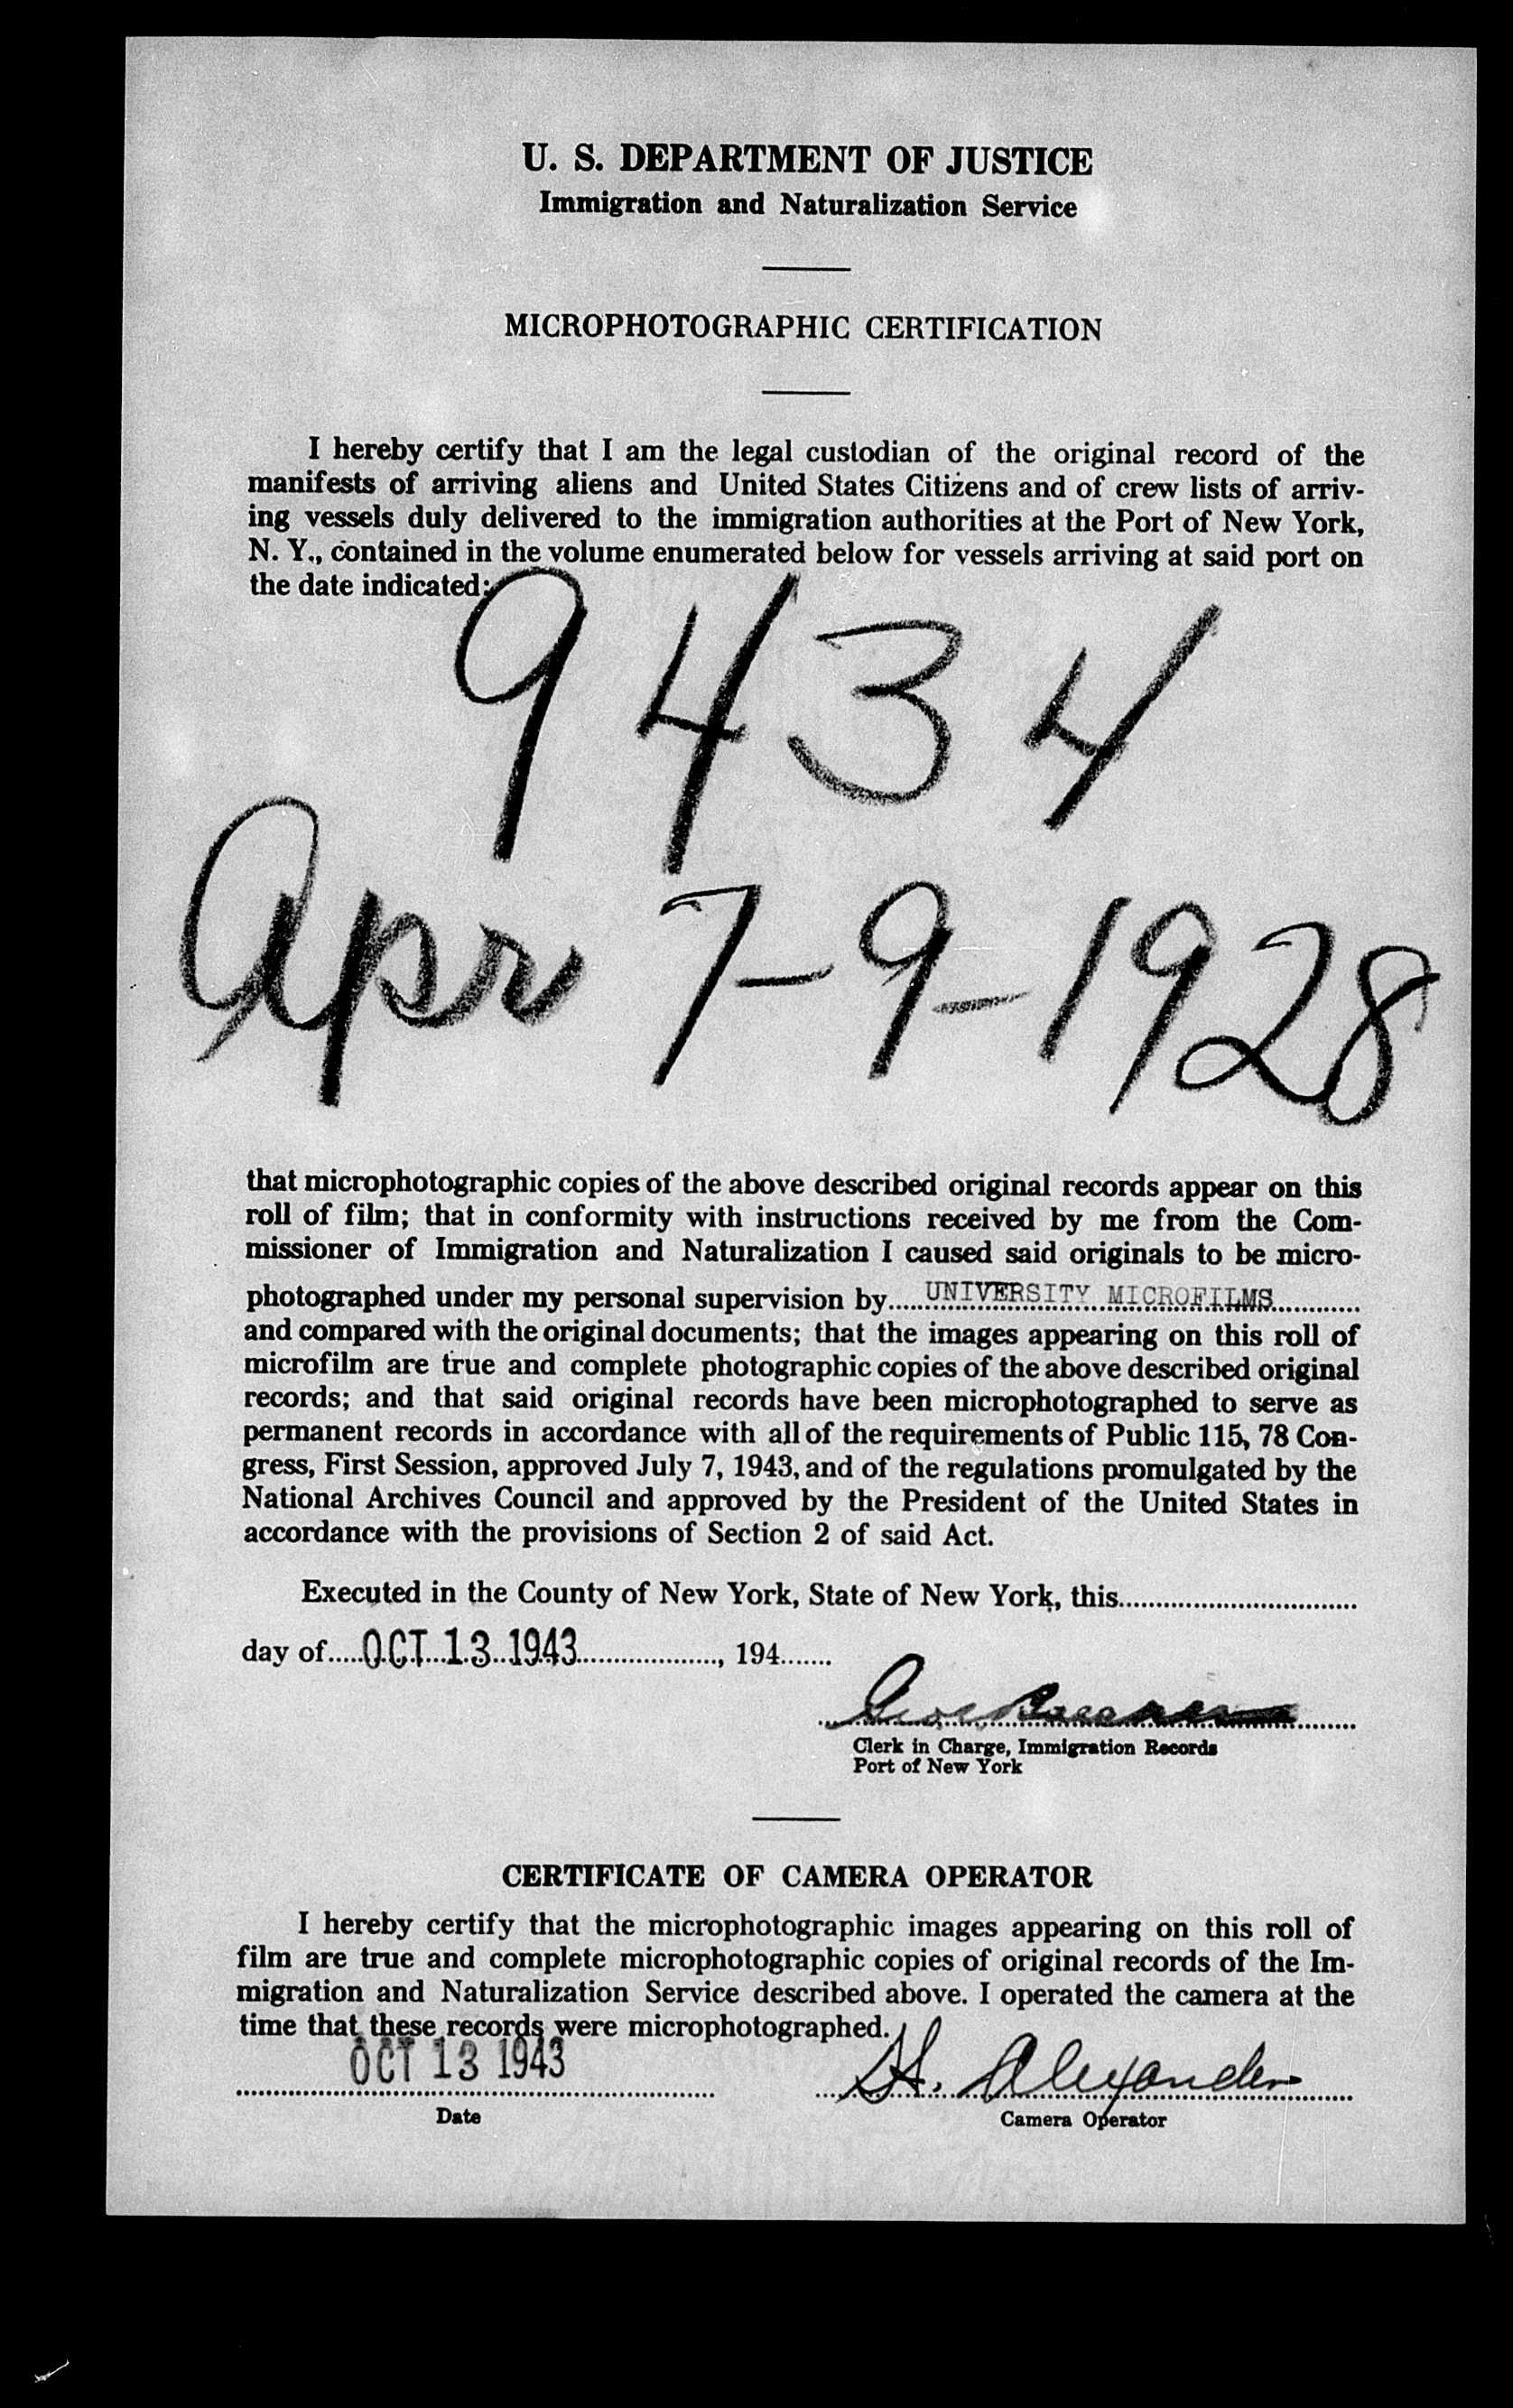 U. S. DEPARTMENT OF JUSTICE
Immigration and Naturalization Service
MICROPHOTOGRAPHIC CERTIFICATION
I hereby certify that I am the legal custodian of the original record of the
manifests of arriving aliens and United States Citizens and of crew lists of arriv-
ing vessels duly delivered to the immigration authorities at the Port of New York,
N. Y., contained in the volume enumerated below for vessels arriving at said port on
the date indicated:
9434
Apr 7-9-1928
that microphotographic copies of the above described original records appear on this
roll of film; that in conformity with instructions received by me from the Com-
missioner of Immigration and Naturalization I caused said originals to be micro-
photographed under my personal supervision by UNIVERSITY MICROFILMS
and compared with the original documents; that the images appearing on this roll of
microfilm are true and complete photographic copies of the above described original
records; and that said original records have been microphotographed to serve as
permanent records in accordance with all of the requirements of Public 115, 78 Con-
gress, First Session, approved July 7, 1943, and of the regulations promulgated by the
National Archives Council and approved by the President of the United States in
accordance with the provisions of Section 2 of said Act.
Executed in the County of New York, State of New York, this
day of OCT 13 1943, 194
Clerk in Charge, Immigration Records
Port of New York
CERTIFICATE OF CAMERA OPERATOR
I hereby certify that the microphotographic images appearing on this roll of
film are true and complete microphotographic copies of original records of the Im-
migration and Naturalization Service described above. I operated the camera at the
time that these records were microphotographed.
OCT 13 1943 H. Alexander
Date Camera Operator